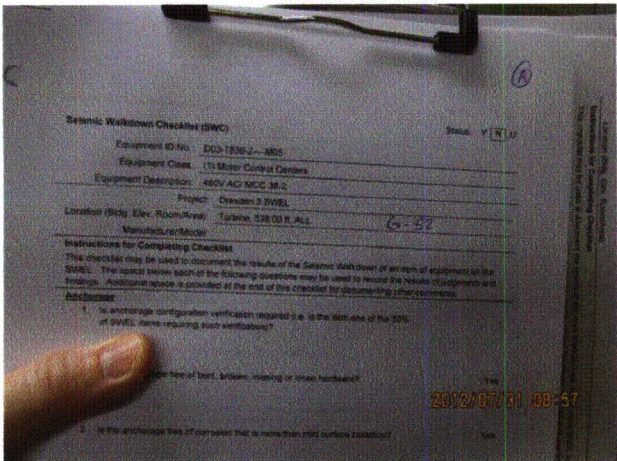 Seismic Walkdown Checklist (SWC)
Status: Y N U
Equipment ID No. D03-7836-2---M05
Equipment Class (1) Motor Control Centers
Equipment Description 480V AC/ MCC 38-2
Project Dresden 3 SWEL
Location (Bldg, Elev, Room/Area) Turbine, 538.00 ft, ALL
G-52
Manufacturer/Model
Instructions for Completing Checklist
This checklist may be used to document the results of the Seismic Walkdown of an item of equipment on the
SWEL. The space below each of the following questions may be used to record the results of judgments and
findings. Additional space is provided at the end of this checklist for documenting other comments.
Anchorage
1. Is anchorage configuration verification required (i.e. is the item one of the 50%
of SWEL items requiring such verification)?
free of bent, broken, missing or loose hardware? Yes
2012/07/31 08:57
3. Is the anchorage free of corrosion that is more than mild surface oxidation? Yes